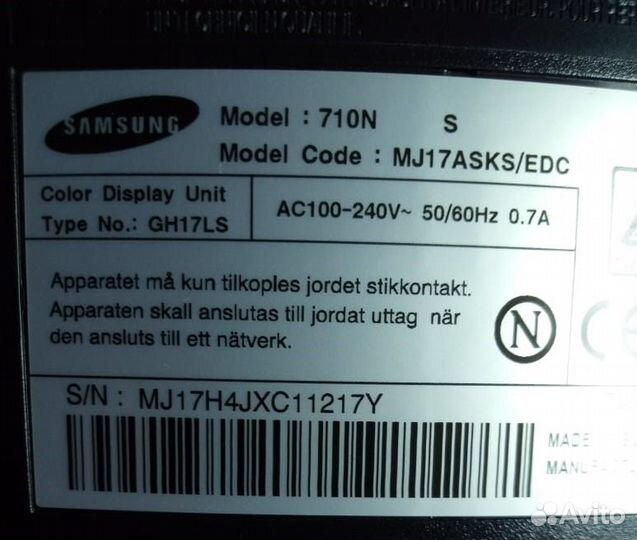 SAMSUNG
Model : 710N S
Model Code : MJ17ASKS/EDC
Color Display Unit
Type No.: GH17LS
AC100-240V~ 50/60Hz 0.7A
Apparatet må kun tilkoples jordet stikkontakt.
Apparaten skall anslutas till jordat uttag när
den ansluts till ett nätverk.
N
CE
S/N : MJ17H4JXC11217Y
MADE
MANUFA
Avito